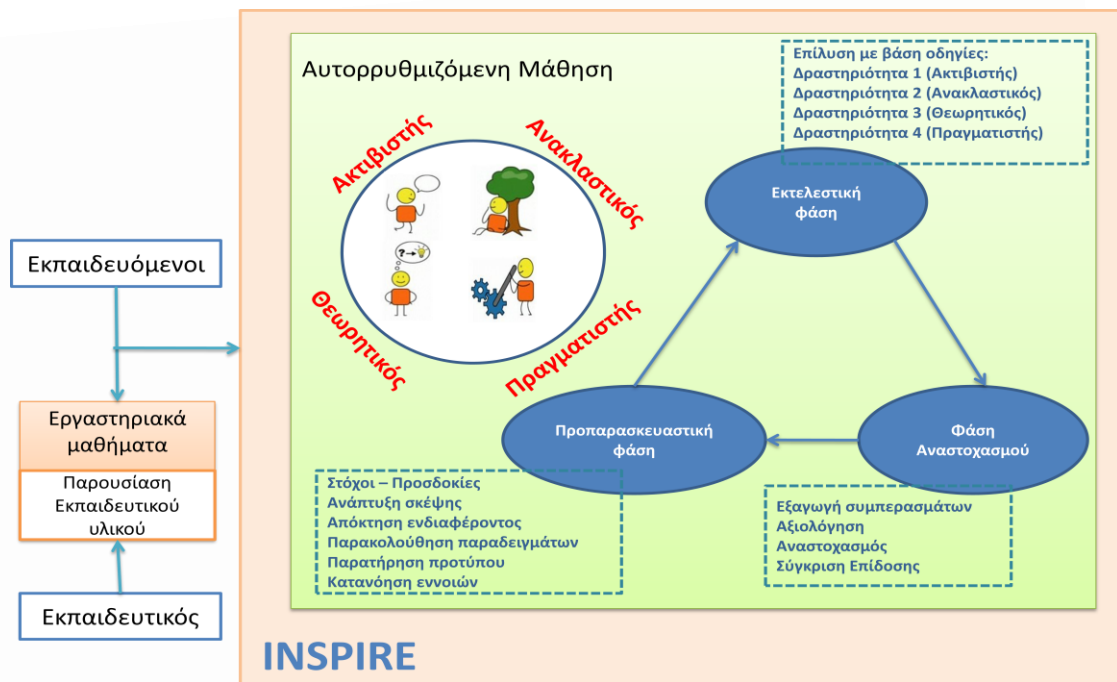 Εκπαιδευόμενοι
Εργαστηριακά
μαθήματα
Παρουσίαση
Εκπαιδευτικού
υλικού
Εκπαιδευτικός
Αυτορρυθμιζόμενη Μάθηση
Ακτιβιστής
Ανακλαστικός
Θεωρητικός
Πραγματιστής
?→
Επίλυση με βάση οδηγίες:
Δραστηριότητα 1 (Ακτιβιστής)
Δραστηριότητα 2 (Ανακλαστικός)
Δραστηριότητα 3 (Θεωρητικός)
Δραστηριότητα 4 (Πραγματιστής)
Εκτελεστική
φάση
Προπαρασκευαστική
φάση
Φάση
Αναστοχασμού
Στόχοι – Προσδοκίες
Ανάπτυξη σκέψης
Απόκτηση ενδιαφέροντος
Παρακολούθηση παραδειγμάτων
Παρατήρηση προτύπου
Κατανόηση εννοιών
Εξαγωγή συμπερασμάτων
Αξιολόγηση
Αναστοχασμός
Σύγκριση Επίδοσης
INSPIRE